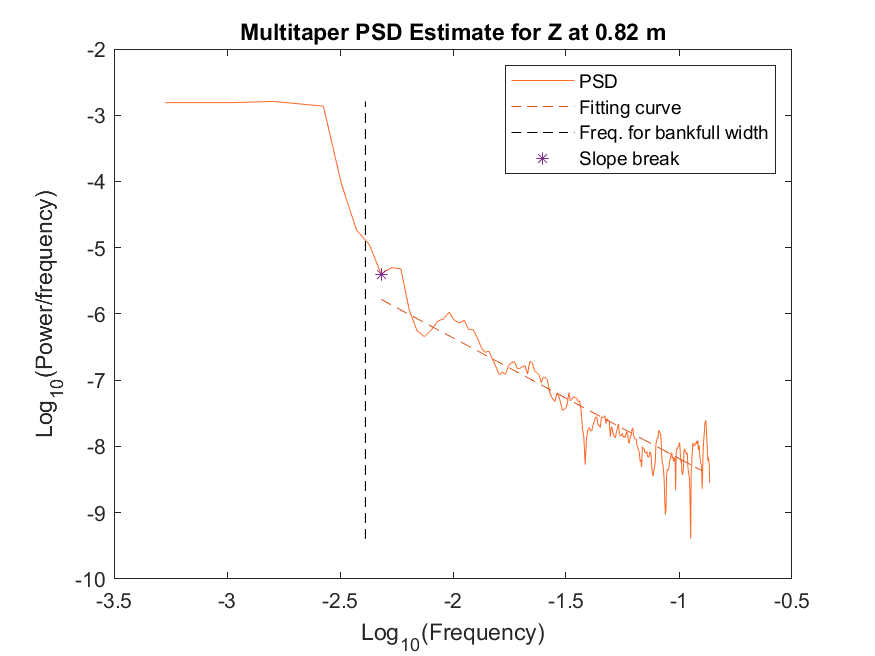 Multitaper PSD Estimate for Z at 0.82 m
PSD
Fitting curve
Freq. for bankfull width
Slope break
Log10(Power/frequency)
-2
-3
-4
-5
-6
-7
-8
-9
-10
-3.5 -3 -2.5 -2 -1.5 -1 -0.5
Log10(Frequency)